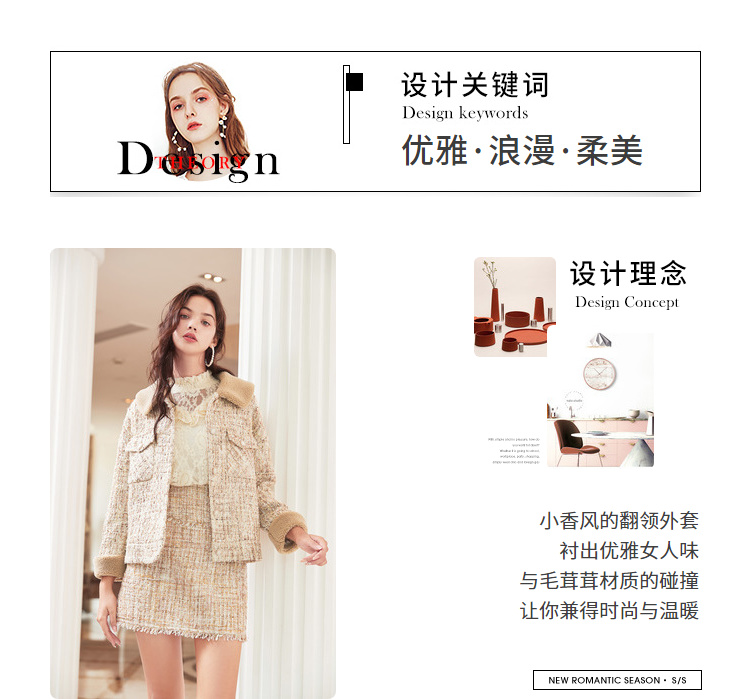 设计关键词
Design keywords
优雅·浪漫·柔美
Design
THEORY
设计理念
Design Concept
小香风的翻领外套
衬出优雅女人味
与毛茸茸材质的碰撞
让你兼得时尚与温暖
NEW ROMANTIC SEASON · S/S